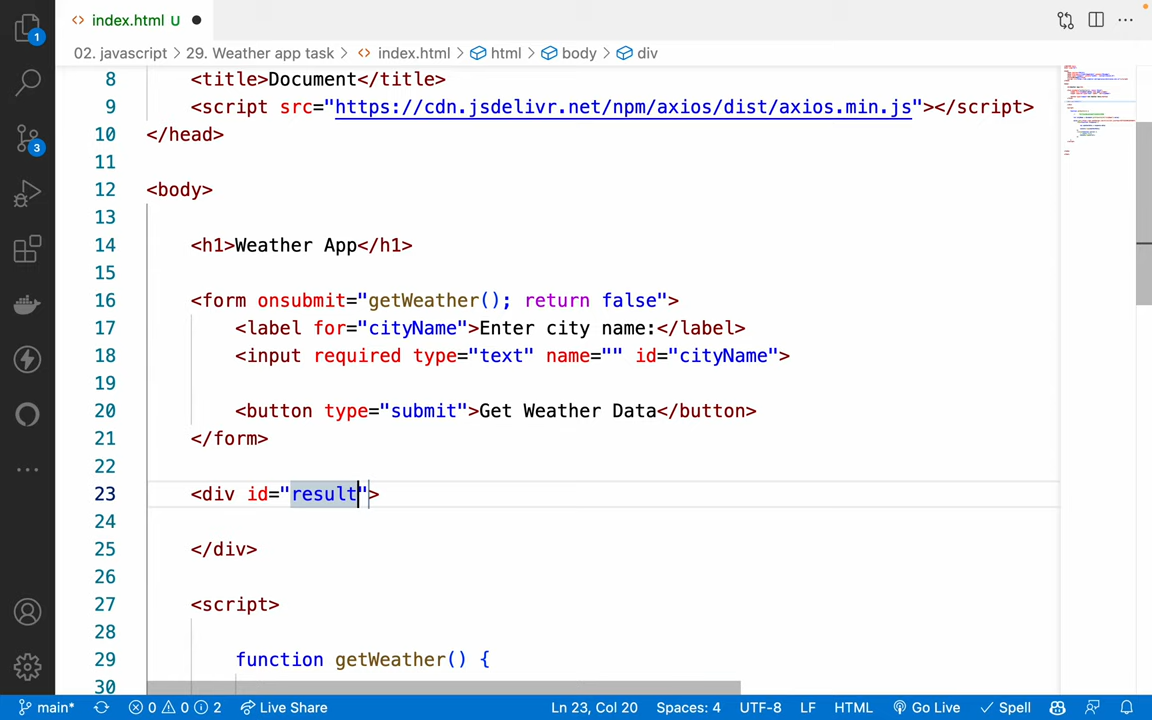 index.html U
02. javascript > 29. Weather app task > index.html > html > body > div
1
3
8 <title>Document</title>
9 <script src="https://cdn.jsdelivr.net/npm/axios/dist/axios.min.js"></script>
10 </head>
11
12 <body>
13
14 <h1>Weather App</h1>
15
16 <form onsubmit="getWeather(); return false">
17 <label for="cityName">Enter city name:</label>
18 <input required type="text" name="" id="cityName">
19
20 <button type="submit">Get Weather Data</button>
21 </form>
22
23 <div id="result">
24
25 </div>
26
27 <script>
28
29 function getWeather() {
30
main* 0 0 2 Live Share Ln 23, Col 20 Spaces: 4 UTF-8 LF HTML Go Live Spell